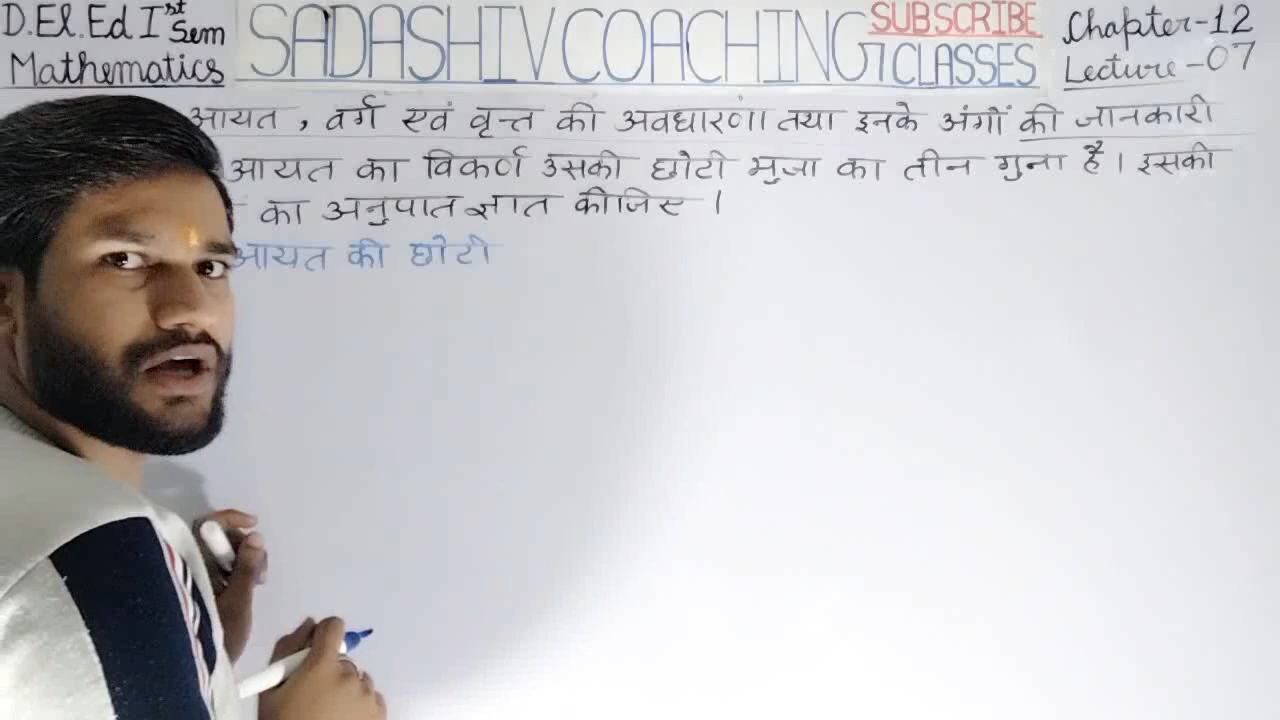 D.El.Ed Ist Sem
Mathematics
SADASHIV COACHING CLASSES
SUBSCRIBE
Chapter-12
Lecture-07
आयत, वर्ग एवं वृत्त की अवधारणा तथा इनके अंगों की जानकारी
आयत का विकर्ण उसकी छोटी भुजा का तीन गुना है। इसकी
का अनुपात ज्ञात कीजिए।
आयत की छोटी